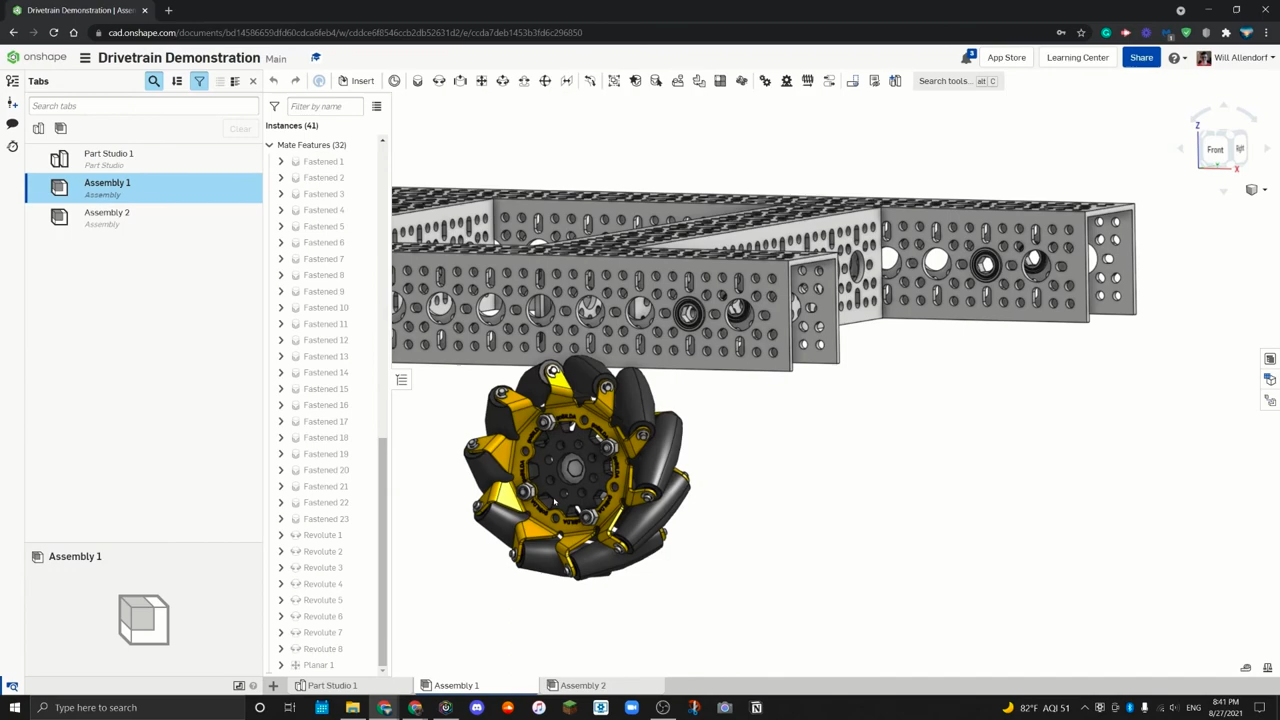 Drivetrain Demonstration | Assem
cad.onshape.com/documents/bd14586659dfd60cdca6feb4/w/cddce6f8546ccb2db52631d2/e/ccda7deb1453b3fd6c296850
onshape
Drivetrain Demonstration Main
3
App Store
Learning Center
Share
Will Allendorf
Tabs
Insert
Search tools... alt C
Search tabs
Clear
Part Studio 1
Part Studio
Assembly 1
Assembly
Assembly 2
Assembly
Filter by name
Instances (41)
Mate Features (32)
Fastened 1
Fastened 2
Fastened 3
Fastened 4
Fastened 5
Fastened 6
Fastened 7
Fastened 8
Fastened 9
Fastened 10
Fastened 11
Fastened 12
Fastened 13
Fastened 14
Fastened 15
Fastened 16
Fastened 17
Fastened 18
Fastened 19
Fastened 20
Fastened 21
Fastened 22
Fastened 23
Revolute 1
Revolute 2
Revolute 3
Revolute 4
Revolute 5
Revolute 6
Revolute 7
Revolute 8
Planar 1
Z
Front
Right
X
Assembly 1
Part Studio 1
Assembly 1
Assembly 2
Type here to search
82°F AQI 51
8:41 PM
8/27/2021